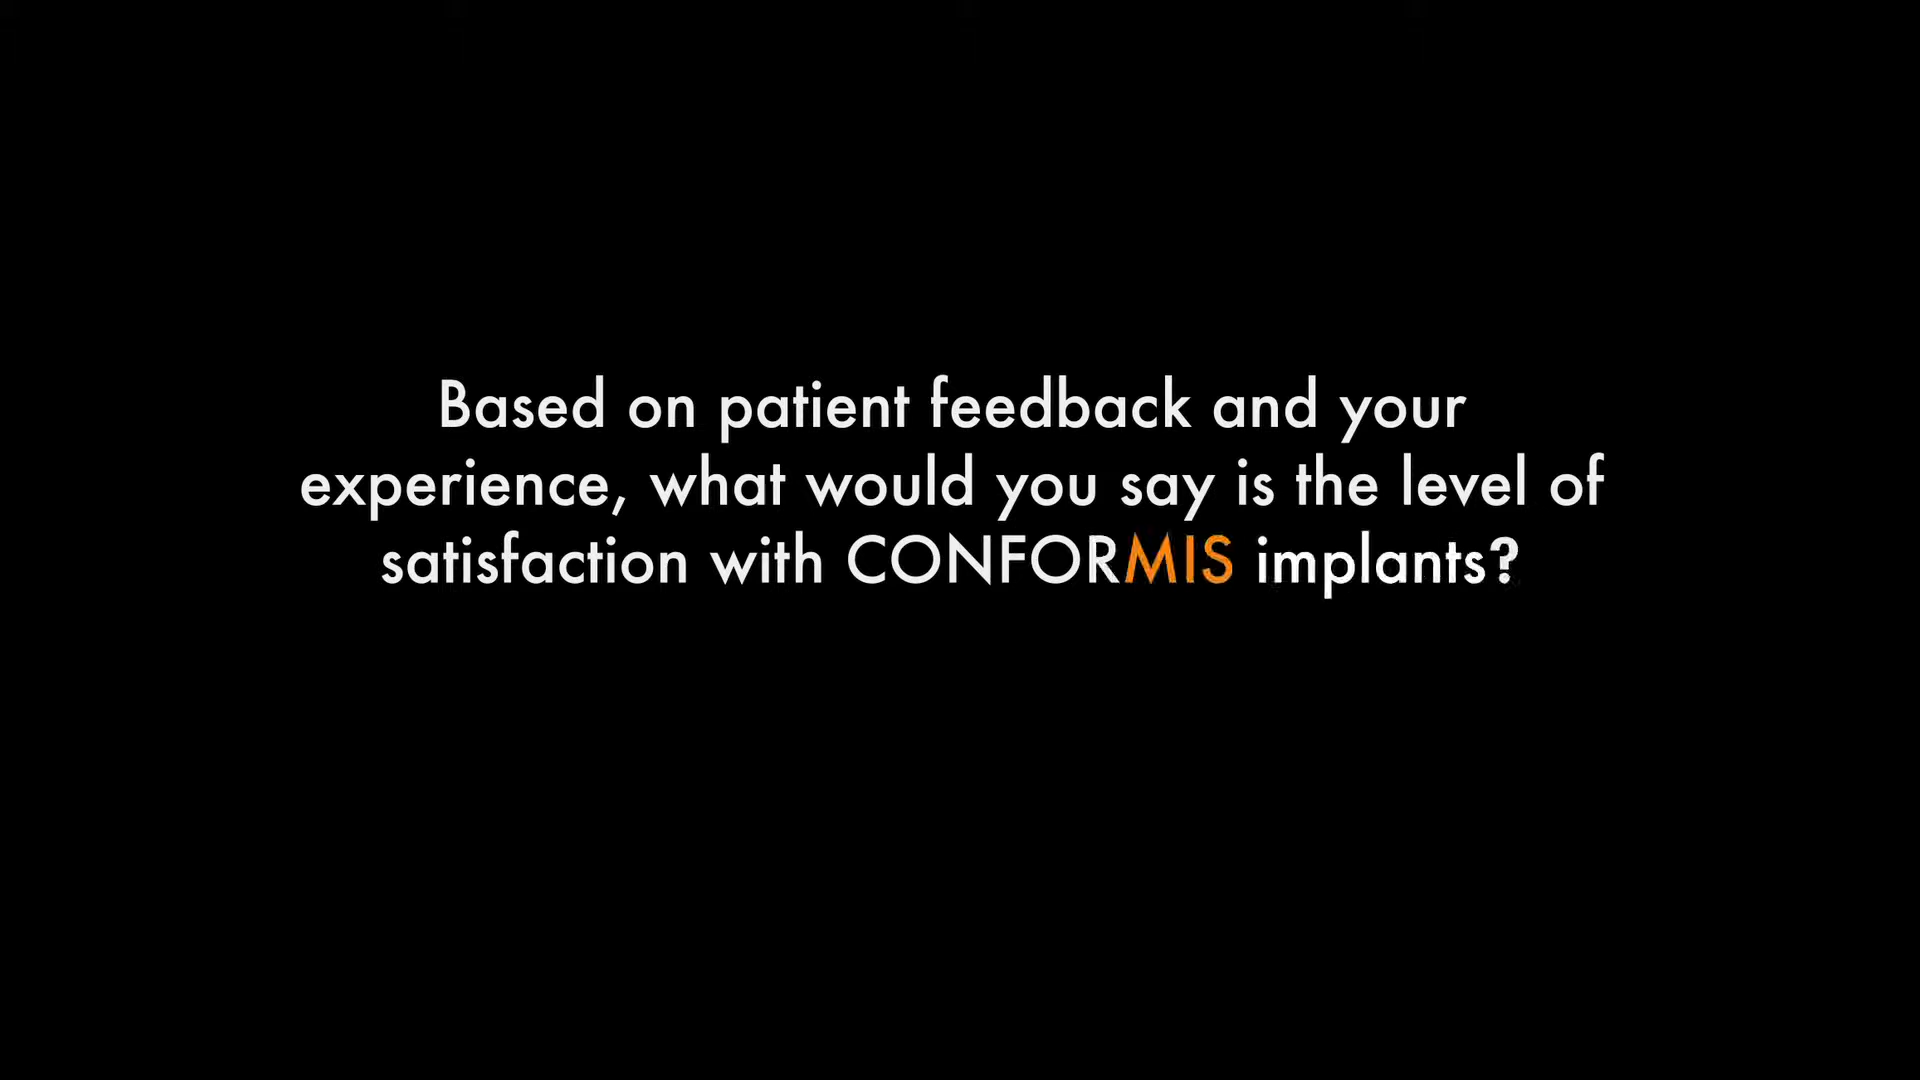 Based on patient feedback and your
experience, what would you say is the level of
satisfaction with CONFORMIS implants?